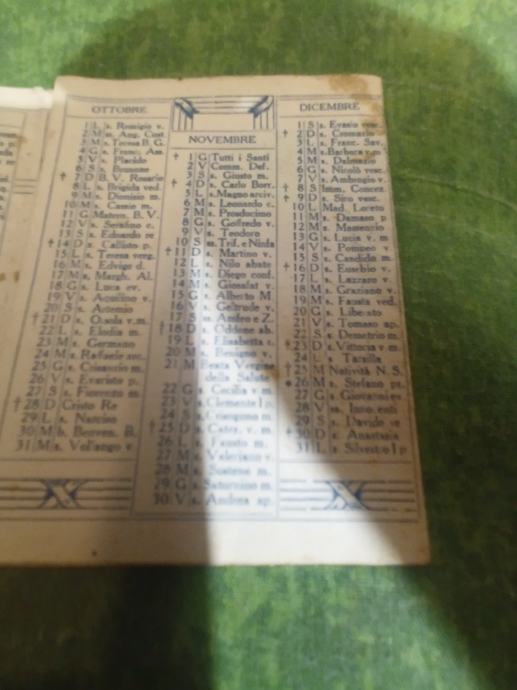 OTTOBRE
1 L s. Remigio v.
2 M ss. Ang. Cust.
3 M s. Teresa B. G.
4 G s. Franc. Ass.
5 V s. Placido
6 S s. Brunone
† 7 D B. V. Rosario
8 L s. Brigida ved.
9 M s. Dionisio m.
10 M s. Cassio m.
11 G Matern. B. V.
12 V s. Serafino c.
13 S s. Edoardo re
† 14 D s. Callisto p.
15 L s. Teresa verg.
16 M s. Edvige d.
17 M s. Margh. Al.
18 G s. Luca ev.
19 V s. Aquilino v.
20 S s. Artemio
† 21 D s. Orsola v.m.
22 L s. Elodia m.
23 M s. Germano
24 M s. Raffaele arc.
25 G s. Crisanzio m.
26 V s. Evaristo p.
27 S s. Fiorenzo m.
† 28 D Cristo Re
29 L s. Narciso
30 M b. Benven. B.
31 M s. Volfango v.
NOVEMBRE
† 1 G Tutti i Santi
2 V Comm. Def.
3 S s. Giusto m.
† 4 D s. Carlo Borr.
5 L s. Magno arciv.
6 M s. Leonardo c.
7 M s. Prosdocimo
8 G s. Goffredo v.
9 V s. Teodoro
10 S ss. Trif. e Ninfa
† 11 D s. Martino v.
12 L s. Nilo abate
13 M s. Diego conf.
14 M s. Giosafat v.
15 G s. Alberto M.
16 V s. Geltrude v.
17 S ss. Anfeo e Z.
† 18 D s. Oddone ab.
19 L s. Elisabetta r.
20 M s. Benigno v.
21 M Beata Vergine
della Salute
22 G s. Cecilia v.m.
23 V s. Clemente I p.
24 S s. Crisogono m.
† 25 D s. Cater. v. m.
26 L s. Fausto m.
27 M s. Valeriano v.
28 M s. Sostene m.
29 G s. Saturnino m.
30 V s. Andrea ap.
DICEMBRE
1 S s. Evasio vesc.
† 2 D s. Cromazio
3 L s. Franc. Sav.
4 M s. Barbara v.m.
5 M s. Dalmazio
6 G s. Nicolò vesc.
7 V s. Ambrogio v.
† 8 S Imm. Concez.
† 9 D s. Siro vesc.
10 L Mad. Loreto
11 M s. Damaso p
12 M s. Massenzio
13 G s. Lucia v. m.
14 V s. Pompeo v.
15 S s. Candido m.
† 16 D s. Eusebio v.
17 L s. Lazzaro v.
18 M s. Graziano v.
19 M s. Fausta ved.
20 G s. Liberato
21 V s. Tomaso ap.
22 S s. Demetrio m.
† 23 D s. Vittoria v m.
24 L s. Tarsilla
† 25 M Natività N. S.
26 M s. Stefano pr.
27 G s. Giovanni ev
28 V ss. Innocenti
29 S s. Davide re
† 30 D s. Anastasia
31 L s. Silvestro I p